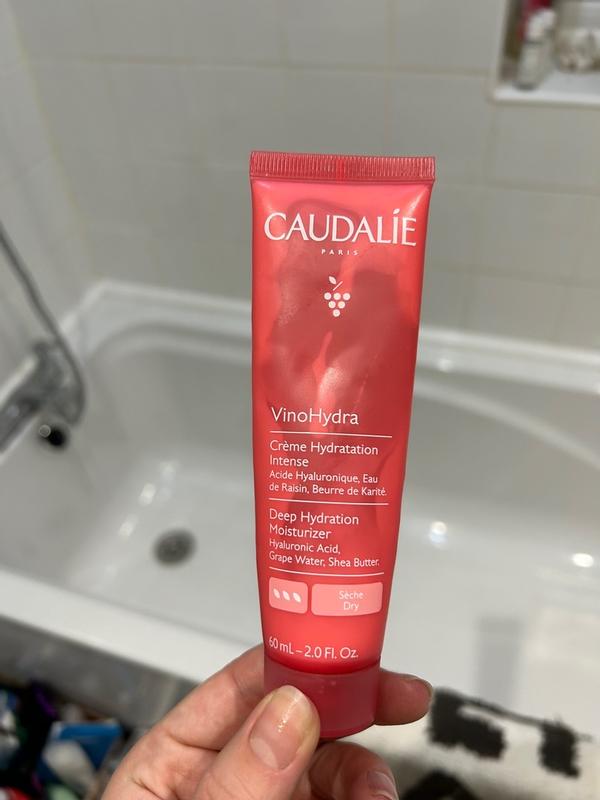 CAUDALÍE
PARIS
VinoHydra
Crème Hydratation
Intense
Acide Hyaluronique, Eau
de Raisin, Beurre de Karité.
Deep Hydration
Moisturizer
Hyaluronic Acid,
Grape Water, Shea Butter.
Sèche
Dry
60 mL – 2.0 Fl. Oz.